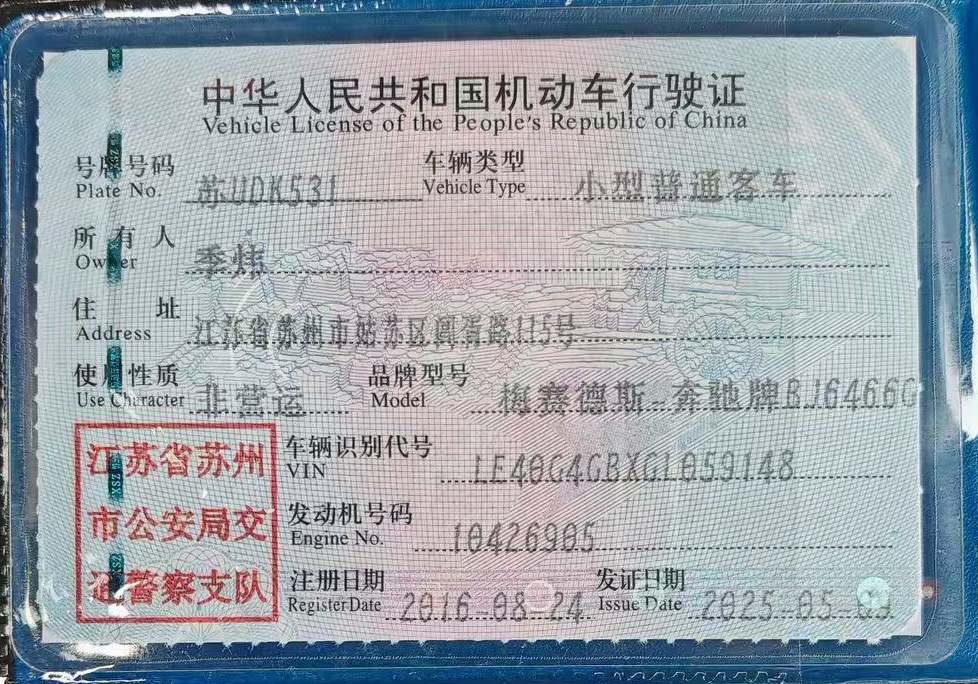 中华人民共和国机动车行驶证
Vehicle License of the People's Republic of China
号牌号码 苏UDK531 车辆类型 小型普通客车
Plate No. Vehicle Type
所有人 季炜
Owner
住址 江苏省苏州市姑苏区阊胥路115号
Address
使用性质 非营运 品牌型号 梅赛德斯-奔驰牌BJ6466G
Use Character Model
江苏省苏州
市公安局交
通警察支队
车辆识别代号 LE40G4GBXGL059148
VIN
发动机号码 10426905
Engine No.
注册日期 2016-08-24 发证日期 2025-05-
Register Date Issue Date